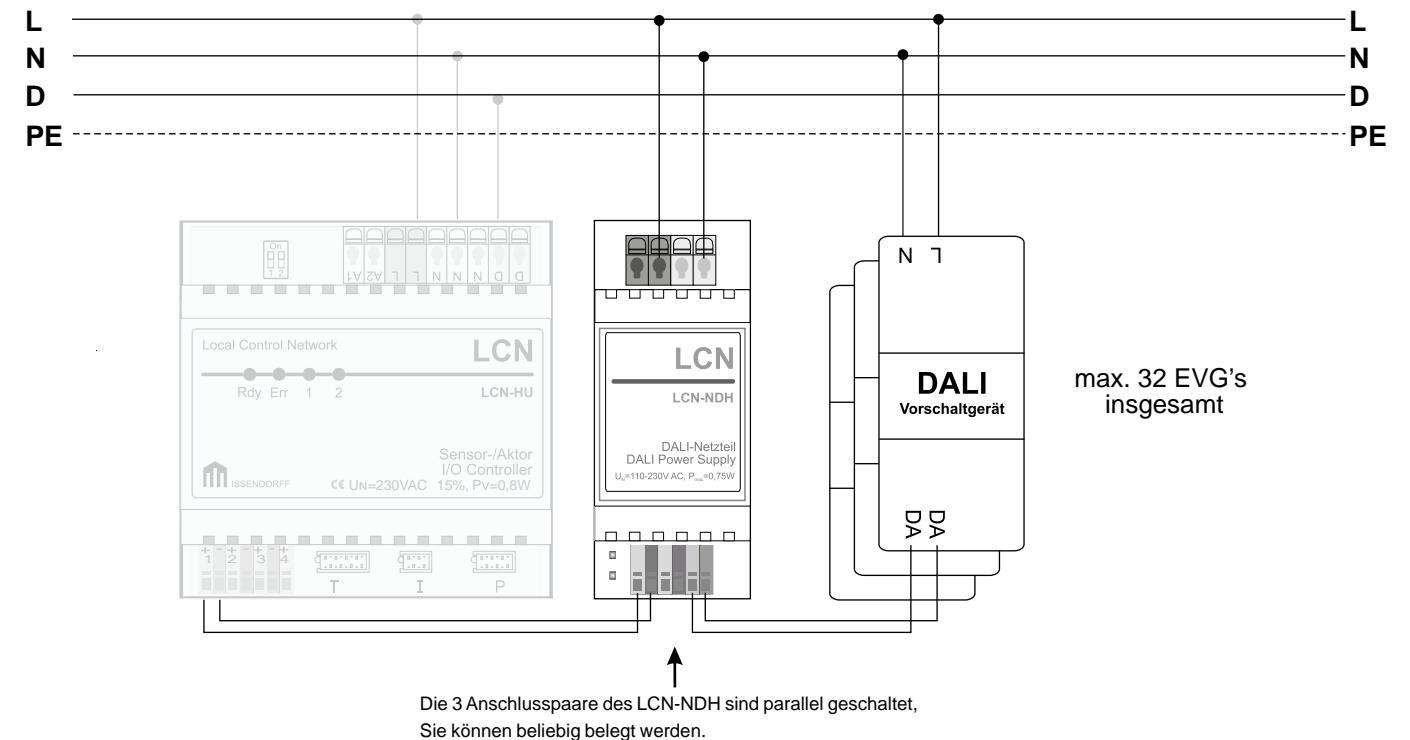 L L
N N
D D
PE PE
On
1 2
A1 A2 L L N N N D D
Local Control Network
LCN
Rdy Err 1 2
LCN-HU
Sensor-/Aktor
I/O Controller
ISSENDORFF
CE UN=230VAC 15%, PV=0,8W
+ - + - + - +
1 2 3 4
T I P
LCN
LCN-NDH
DALI-Netzteil
DALI Power Supply
N L
DALI
Vorschaltgerät
DA DA
max. 32 EVG's
insgesamt
Die 3 Anschlusspaare des LCN-NDH sind parallel geschaltet,
Sie können beliebig belegt werden.